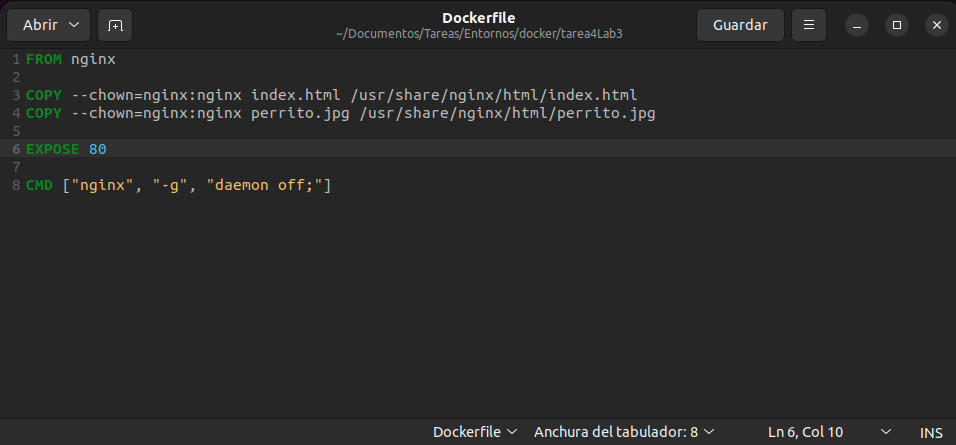 Abrir
Dockerfile
~/Documentos/Tareas/Entornos/docker/tarea4Lab3
Guardar
1 FROM nginx
2
3 COPY --chown=nginx:nginx index.html /usr/share/nginx/html/index.html
4 COPY --chown=nginx:nginx perrito.jpg /usr/share/nginx/html/perrito.jpg
5
6 EXPOSE 80
7
8 CMD ["nginx", "-g", "daemon off;"]
Dockerfile Anchura del tabulador: 8 Ln 6, Col 10 INS